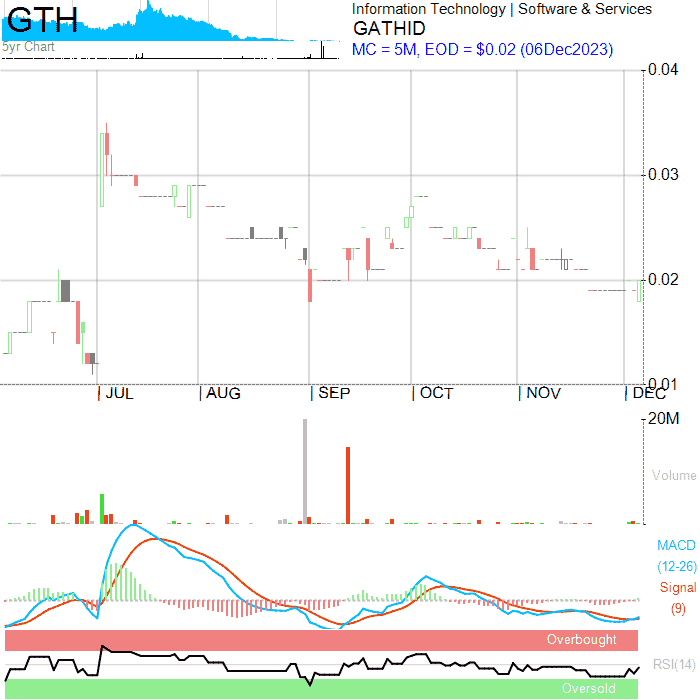 GTH
5yr Chart
Information Technology | Software & Services
GATHID
MC = 5M, EOD = $0.02 (06Dec2023)
0.04
0.03
0.02
0.01
| JUL
| AUG
| SEP
| OCT
| NOV
| DEC
20M
Volume
MACD
(12-26)
Signal
(9)
Overbought
RSI(14)
Oversold